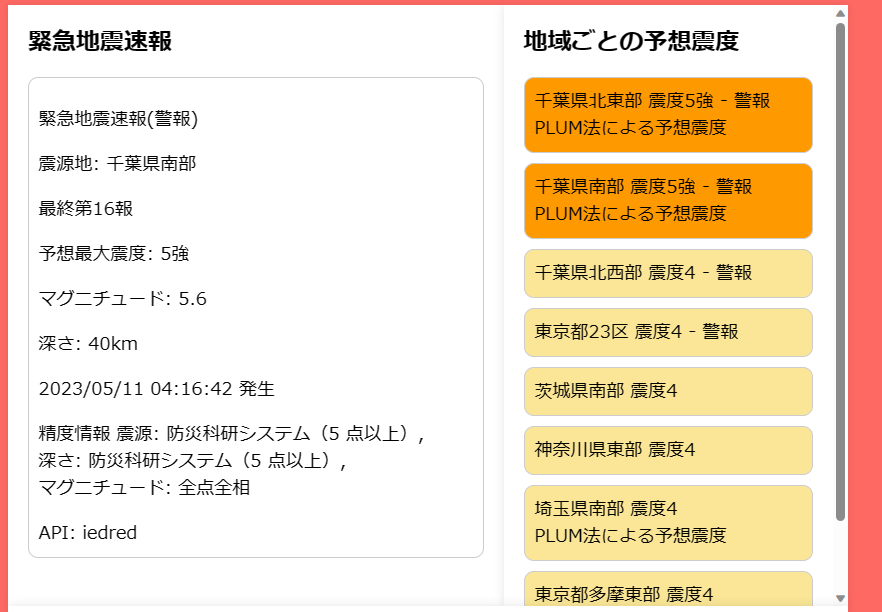 緊急地震速報
緊急地震速報(警報)
震源地: 千葉県南部
最終第16報
予想最大震度: 5強
マグニチュード: 5.6
深さ: 40km
2023/05/11 04:16:42 発生
精度情報 震源: 防災科研システム（5 点以上）,
深さ: 防災科研システム（5 点以上）,
マグニチュード: 全点全相
API: iedred
地域ごとの予想震度
千葉県北東部 震度5強 - 警報
PLUM法による予想震度
千葉県南部 震度5強 - 警報
PLUM法による予想震度
千葉県北西部 震度4 - 警報
東京都23区 震度4 - 警報
茨城県南部 震度4
神奈川県東部 震度4
埼玉県南部 震度4
PLUM法による予想震度
東京都多摩東部 震度4